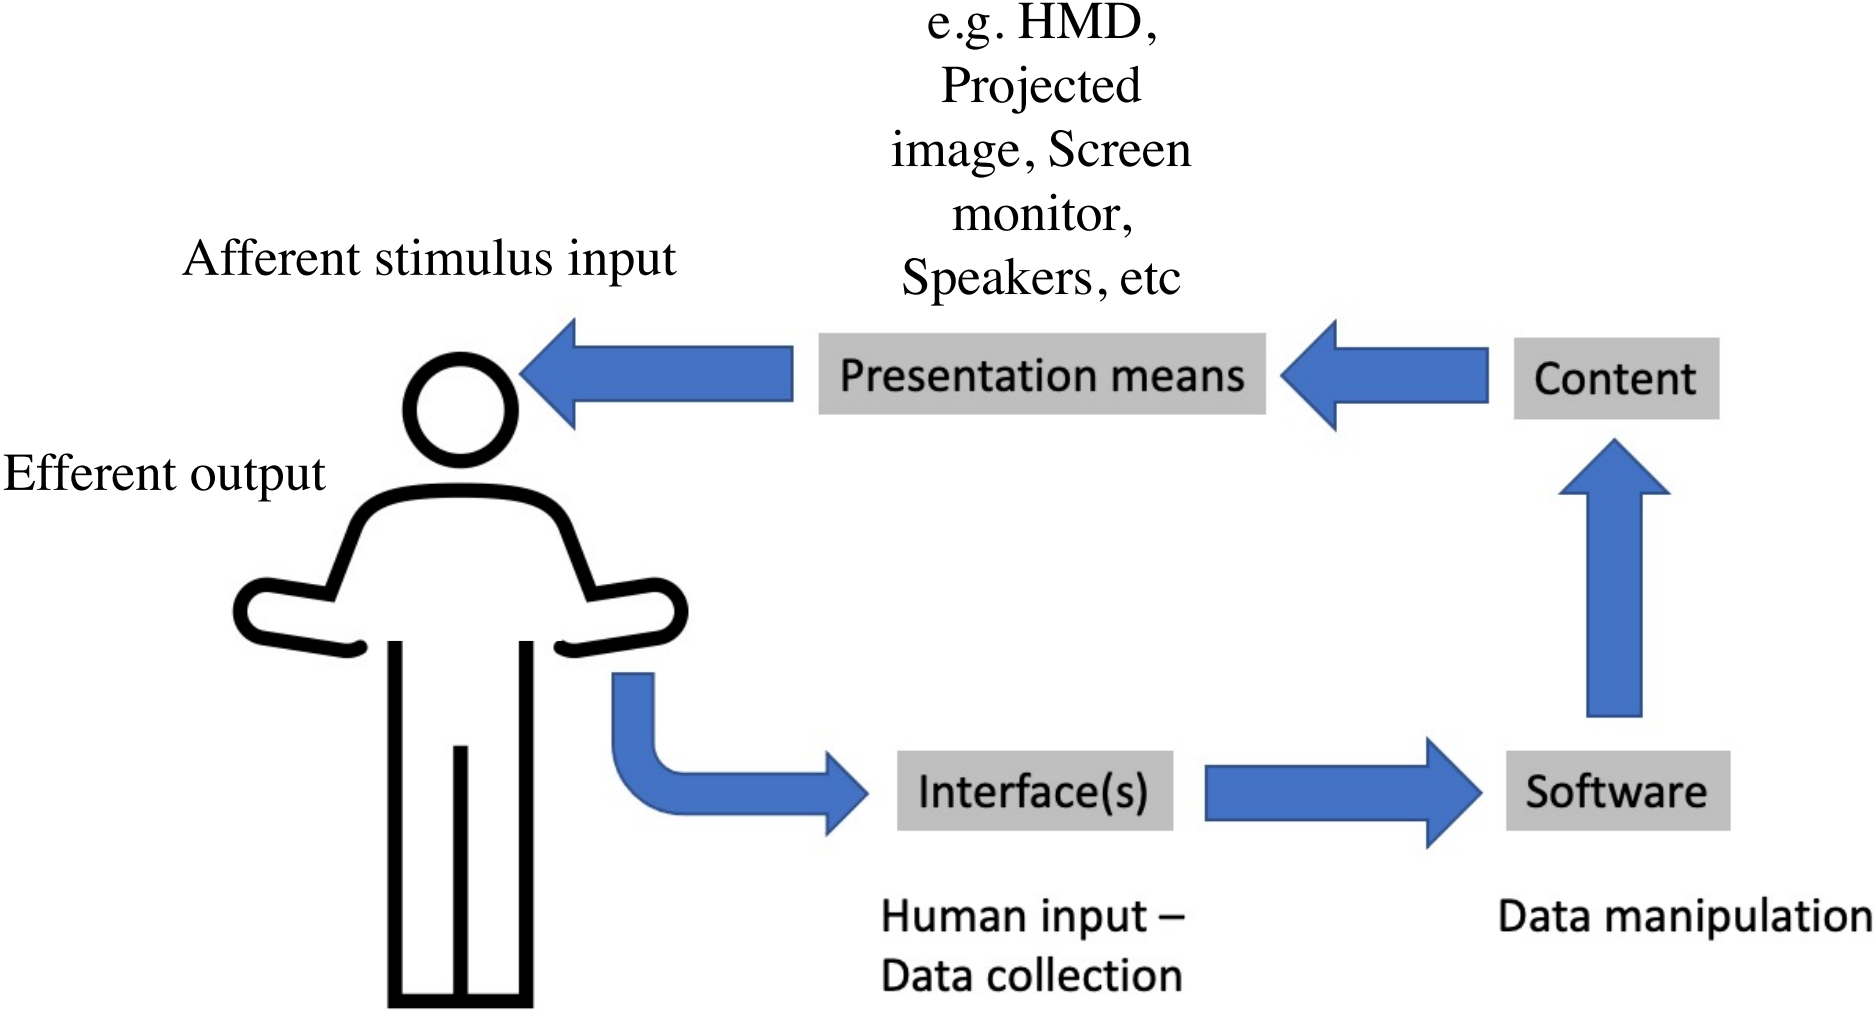 e.g. HMD,
Projected
image, Screen
monitor,
Speakers, etc
Afferent stimulus input
Presentation means
Content
Efferent output
Interface(s)
Software
Human input –
Data collection
Data manipulation